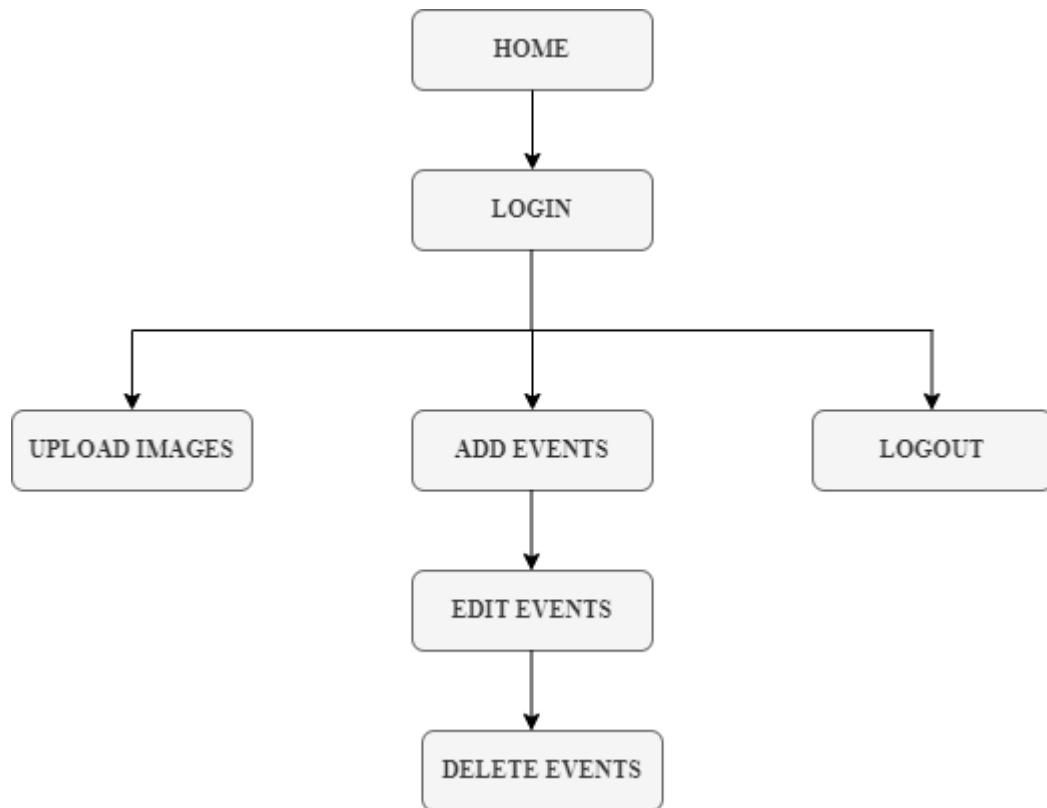 HOME
LOGIN
UPLOAD IMAGES
ADD EVENTS
LOGOUT
EDIT EVENTS
DELETE EVENTS